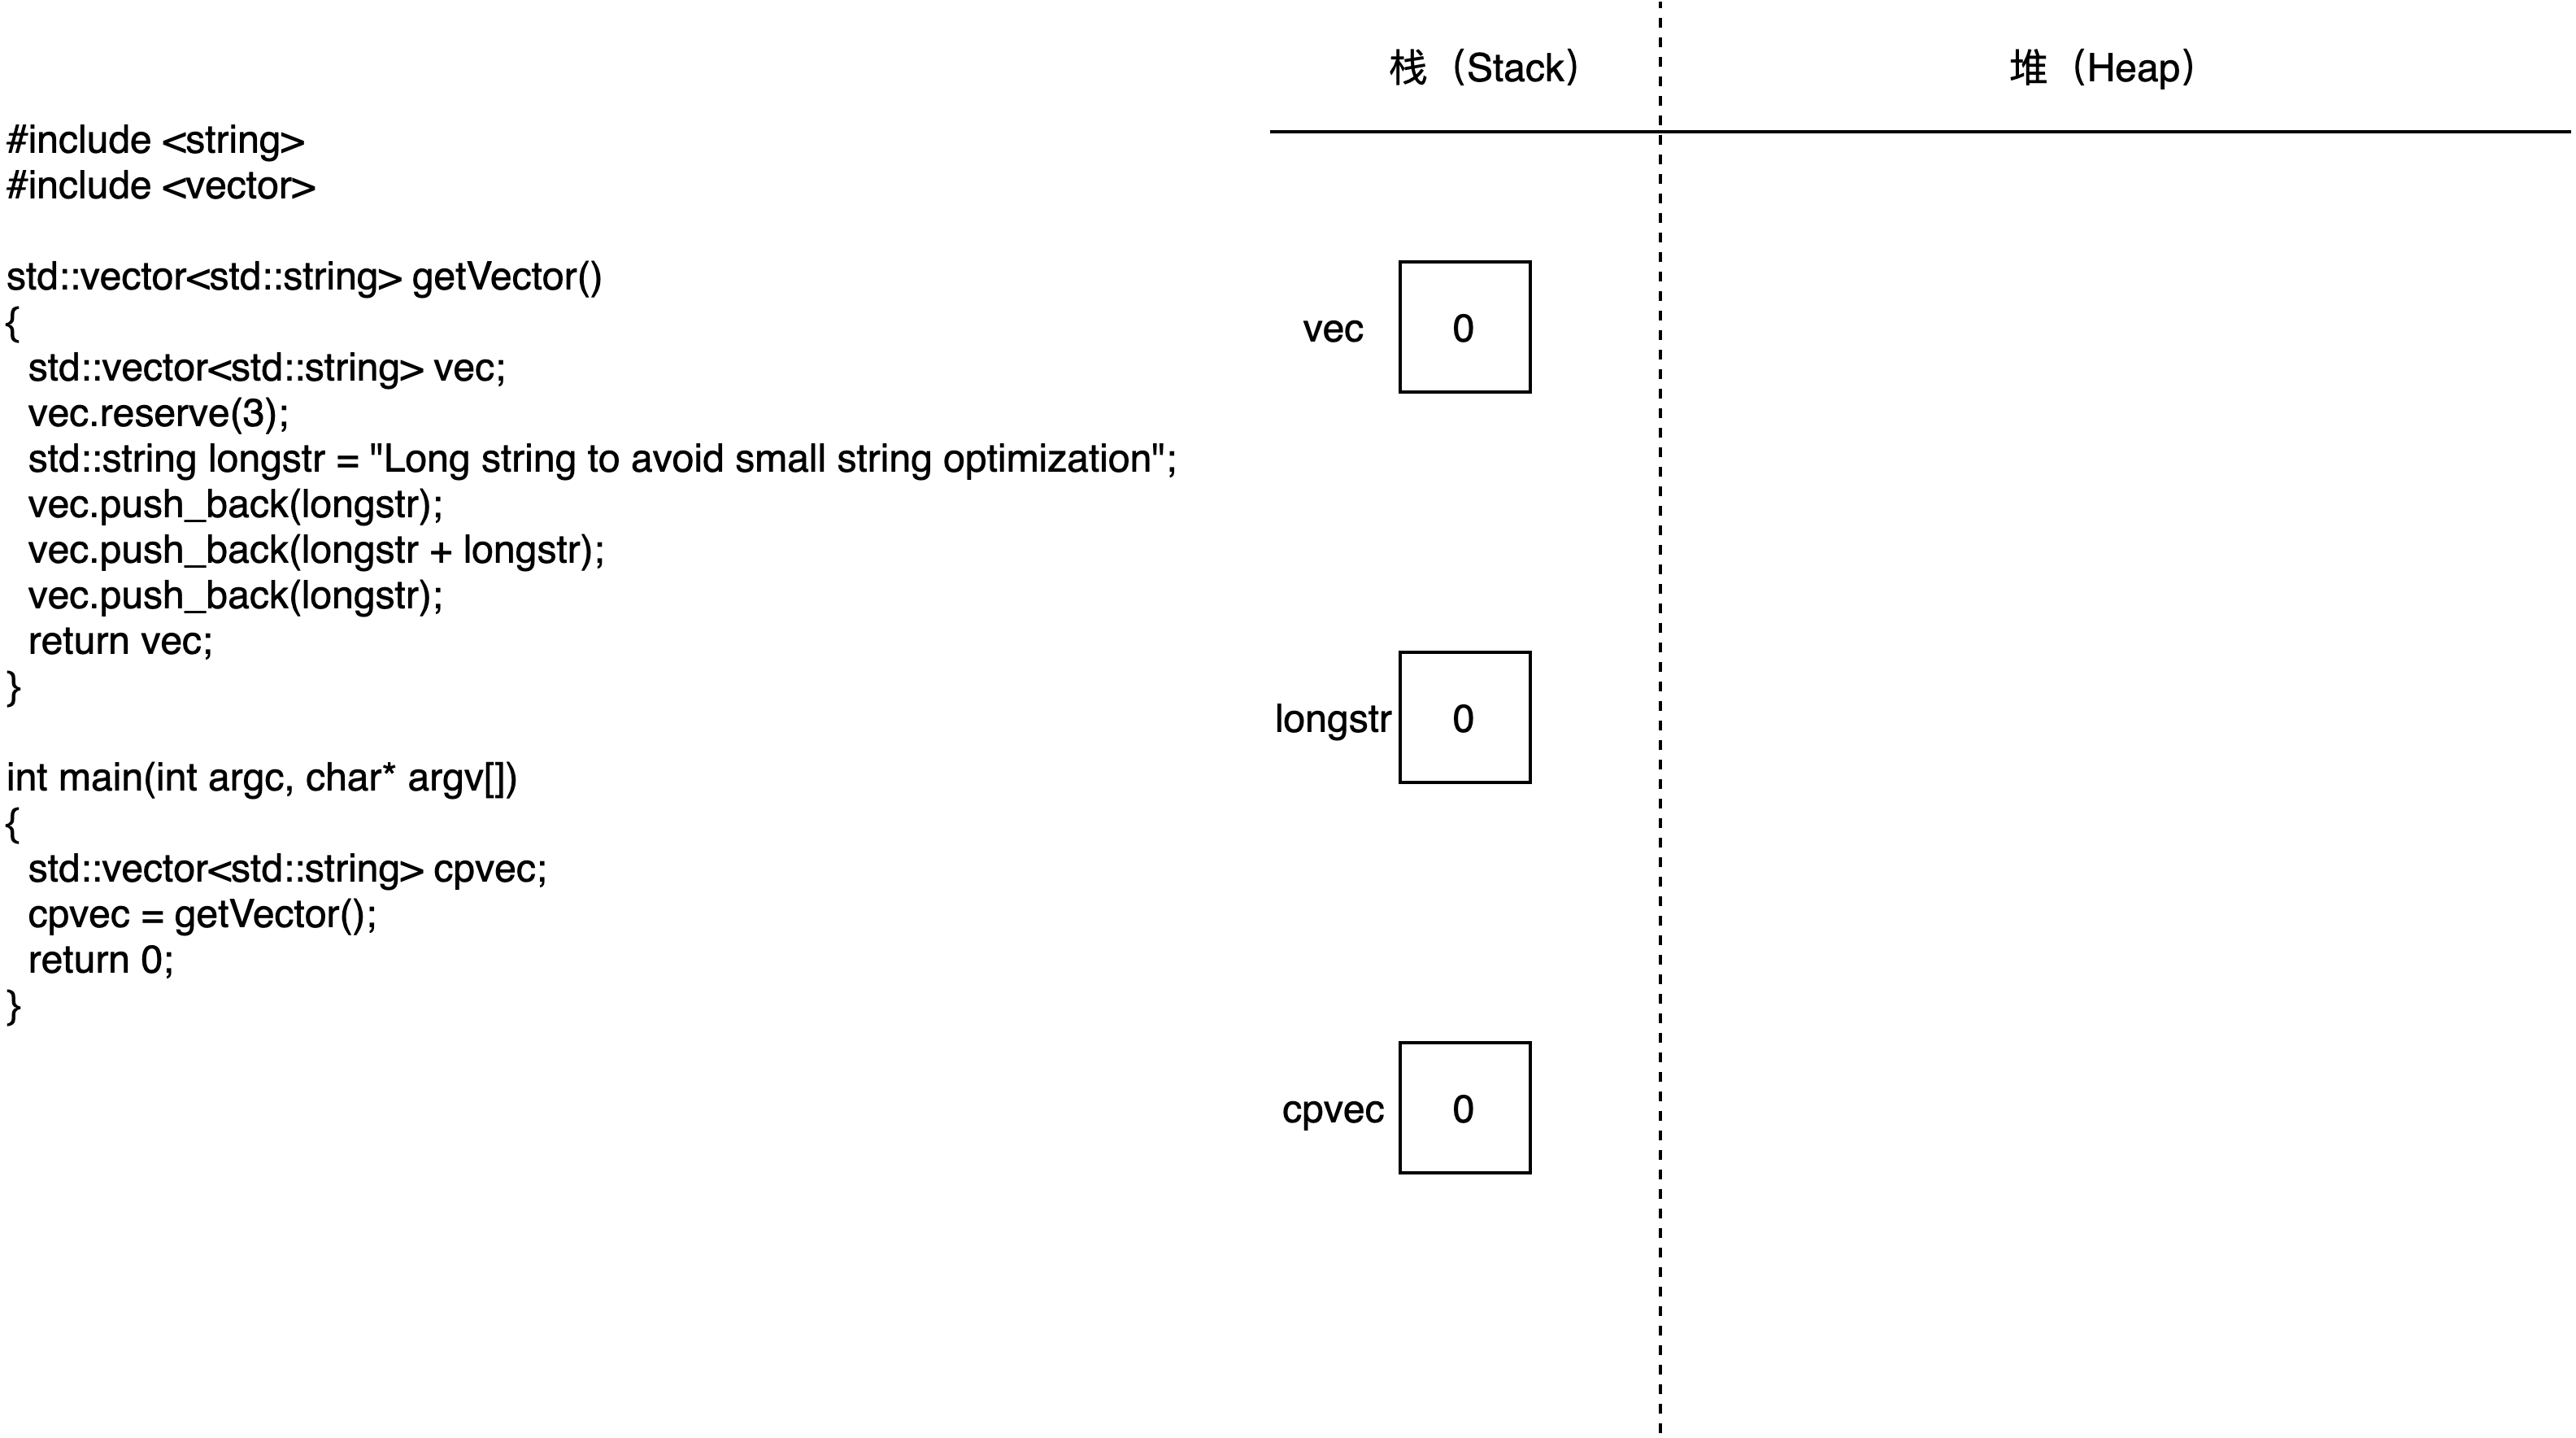 栈（Stack）
堆（Heap）
#include <string>
#include <vector>
std::vector<std::string> getVector()
{
std::vector<std::string> vec;
vec.reserve(3);
std::string longstr = "Long string to avoid small string optimization";
vec.push_back(longstr);
vec.push_back(longstr + longstr);
vec.push_back(longstr);
return vec;
}
int main(int argc, char* argv[])
{
std::vector<std::string> cpvec;
cpvec = getVector();
return 0;
}
vec
0
longstr
0
cpvec
0